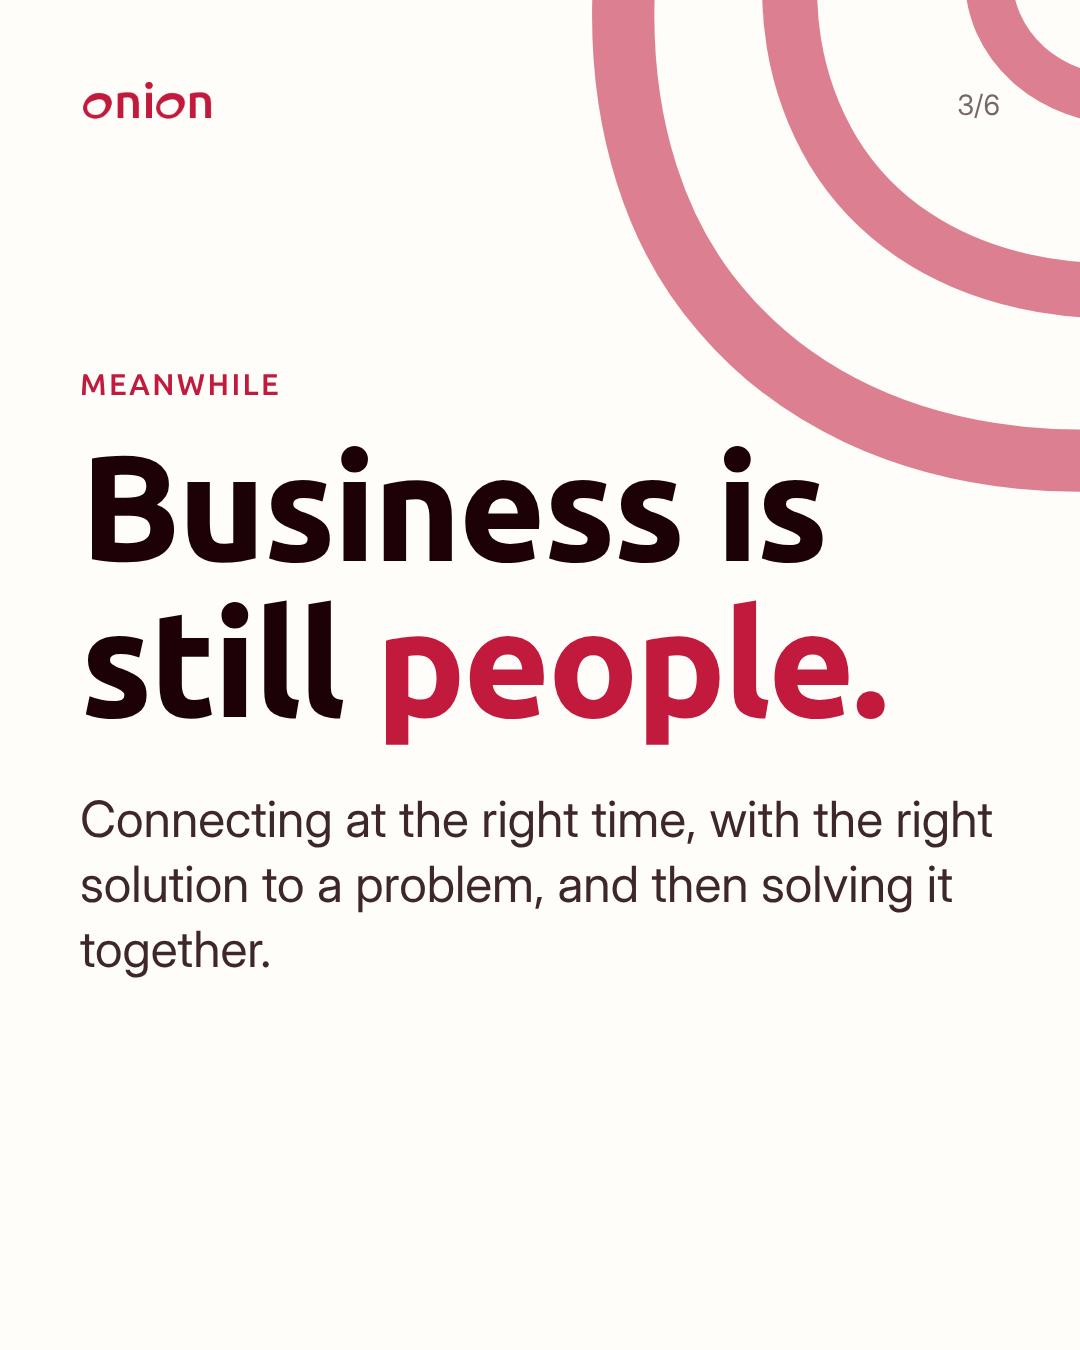 onion
3/6
MEANWHILE
Business is
still people.
Connecting at the right time, with the right
solution to a problem, and then solving it
together.